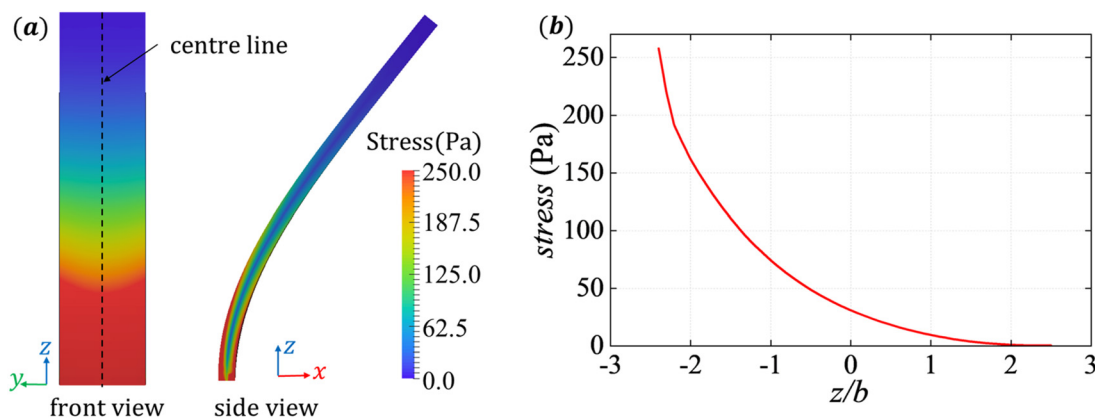 (a)
centre line
Stress(Pa)
250.0
187.5
125.0
62.5
0.0
z
y
z
x
front view
side view
(b)
stress (Pa)
250
200
150
100
50
0
-3
-2
-1
0
1
2
3
z/b